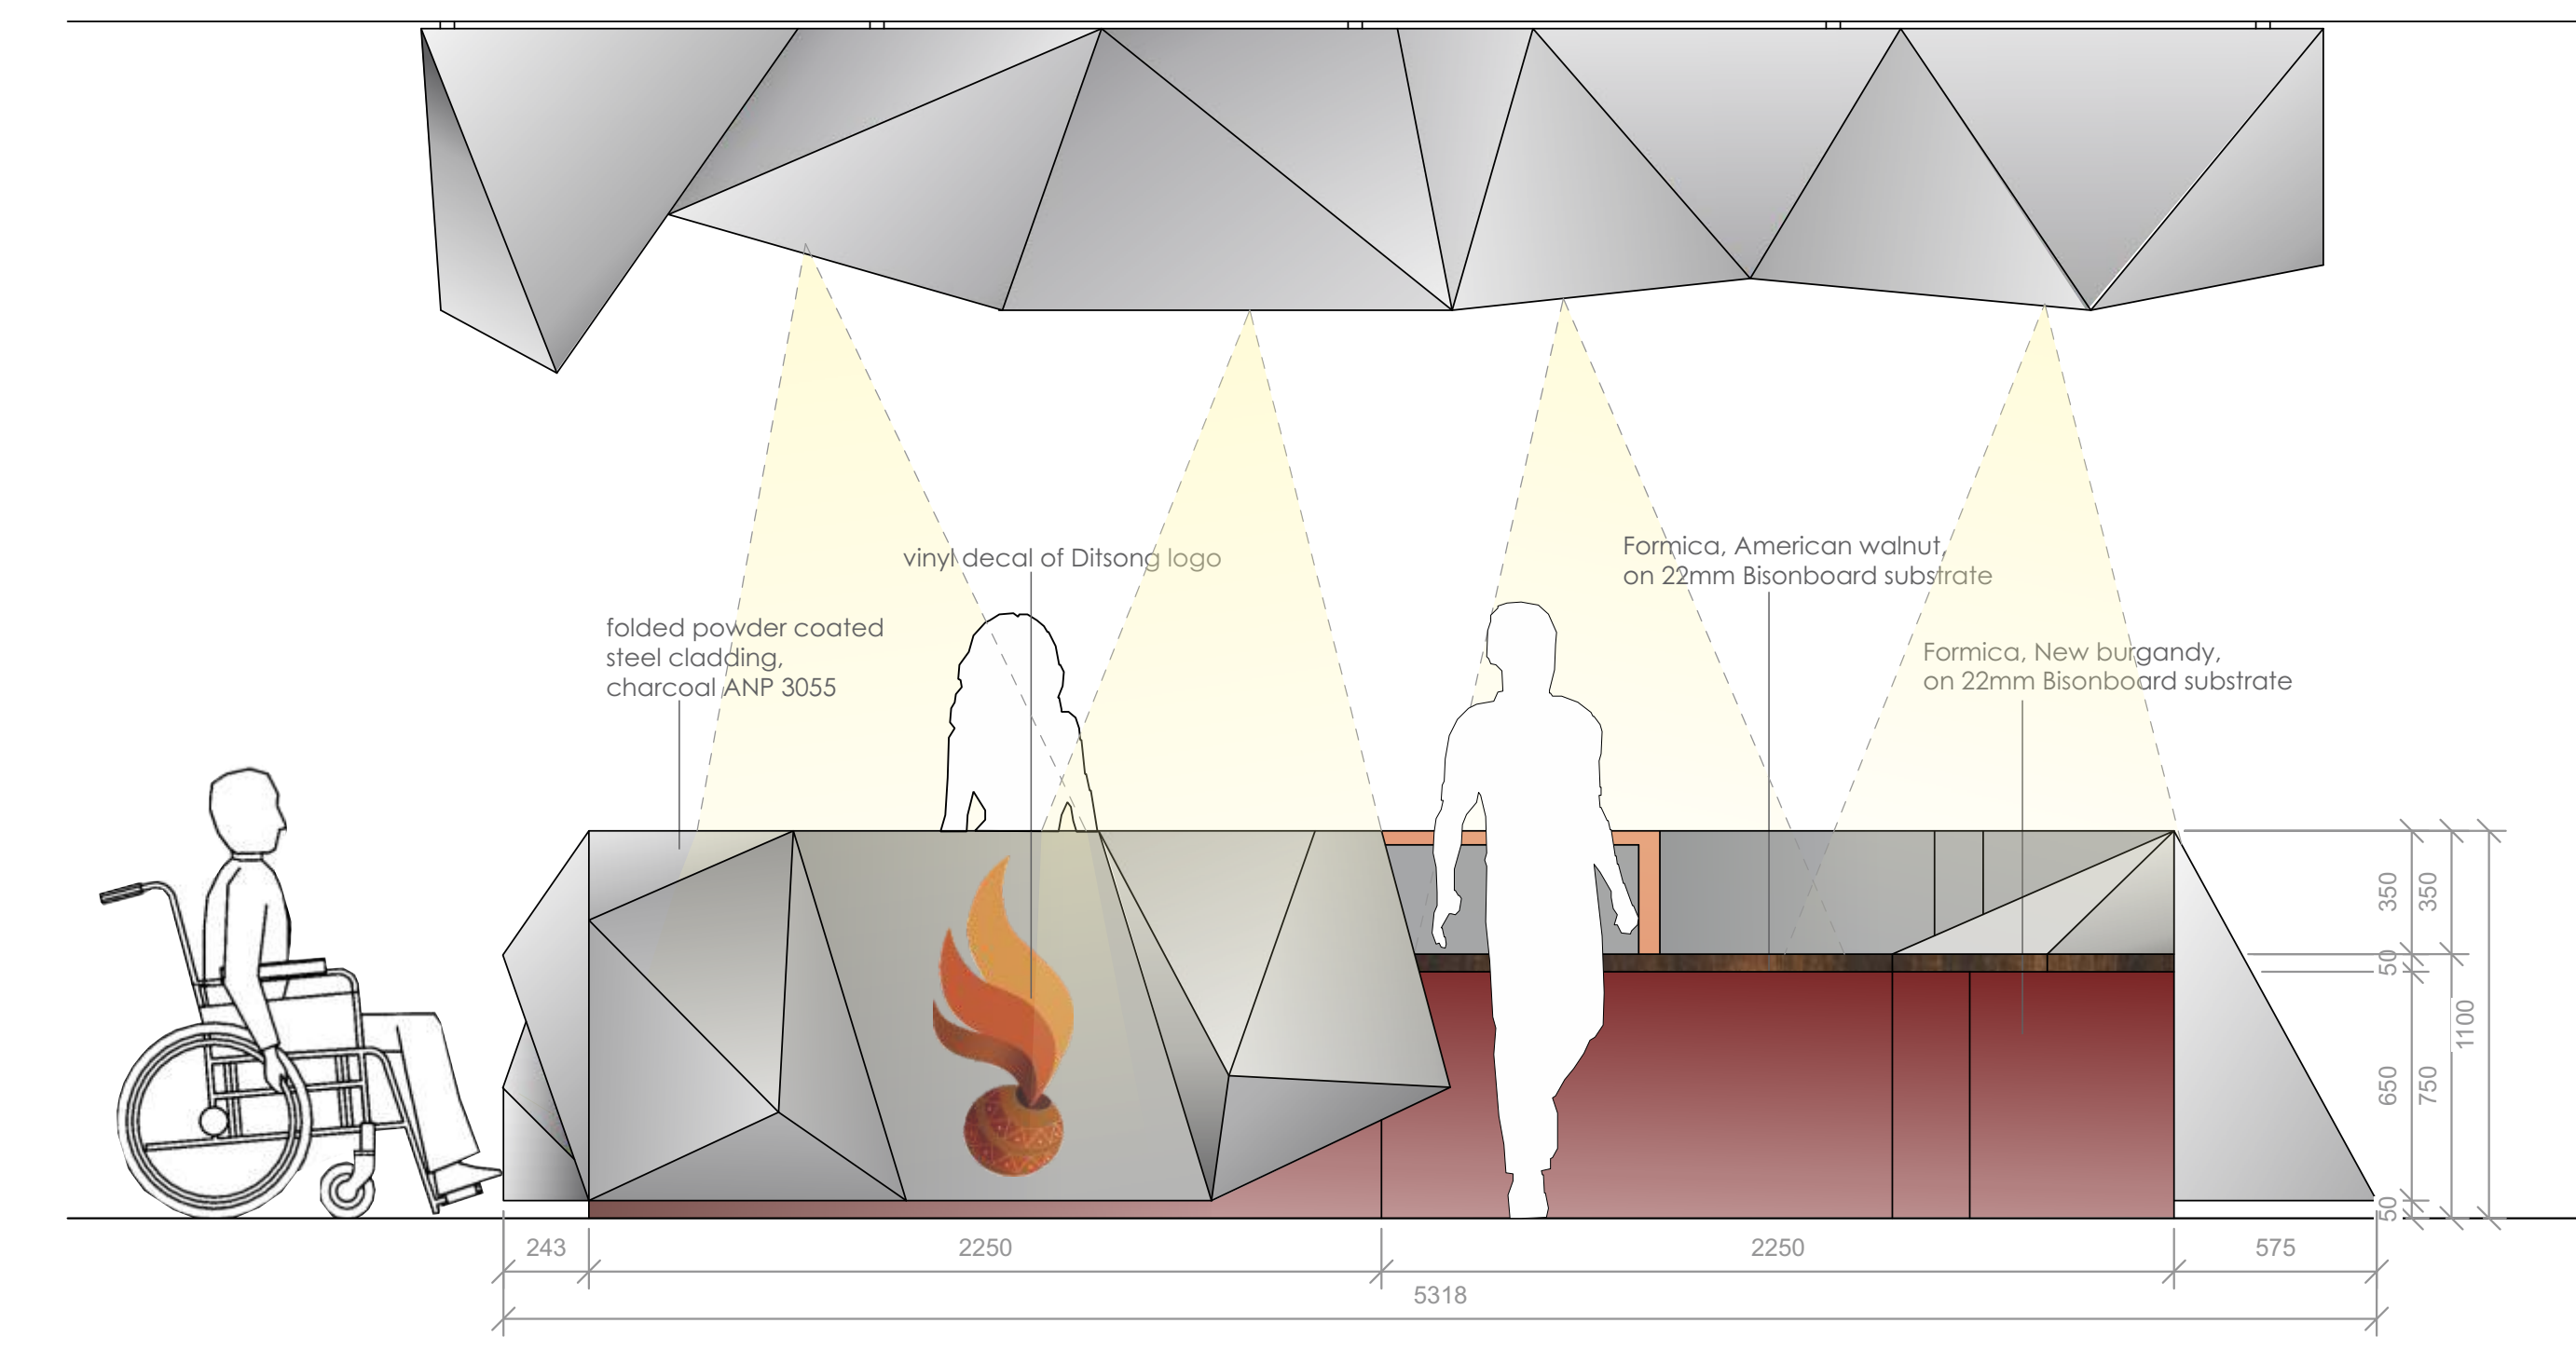 vinyl decal of Ditsong logo
Formica, American walnut,
on 22mm Bisonboard substrate
folded powder coated
steel cladding,
charcoal ANP 3055
Formica, New burgandy,
on 22mm Bisonboard substrate
350
350
50
1100
650
750
50
243
2250
2250
575
5318